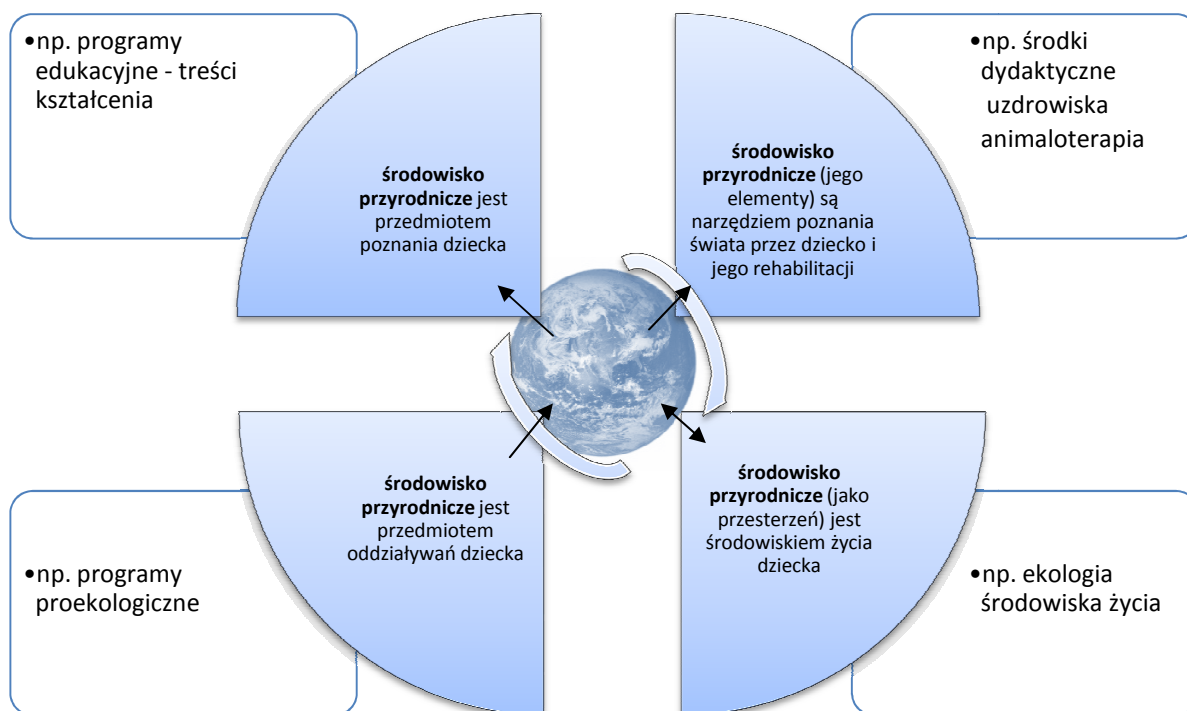 •np. programy
edukacyjne - treści
kształcenia
środowisko
przyrodnicze jest
przedmiotem
poznania dziecka
środowisko
przyrodnicze (jego
elementy) są
narzędziem poznania
świata przez dziecko i
jego rehabilitacji
•np. środki
dydaktyczne
uzdrowiska
animaloterapia
•np. programy
proekologiczne
środowisko
przyrodnicze jest
przedmiotem
oddziaływań dziecka
środowisko
przyrodnicze (jako
przesterzeń) jest
środowiskiem życia
dziecka
•np. ekologia
środowiska życia